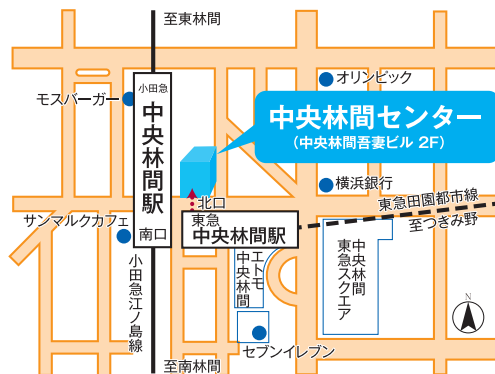 至東林間
小田急
中央林間駅
南口
モスバーガー
オリンピック
中央林間センター
(中央林間吾妻ビル 2F)
横浜銀行
北口
東急
中央林間駅
サンマルクカフェ
東急田園都市線
至つきみ野
小田急江ノ島線
エトモ
中央林間
中央林間
東急スクエア
セブンイレブン
至南林間
N